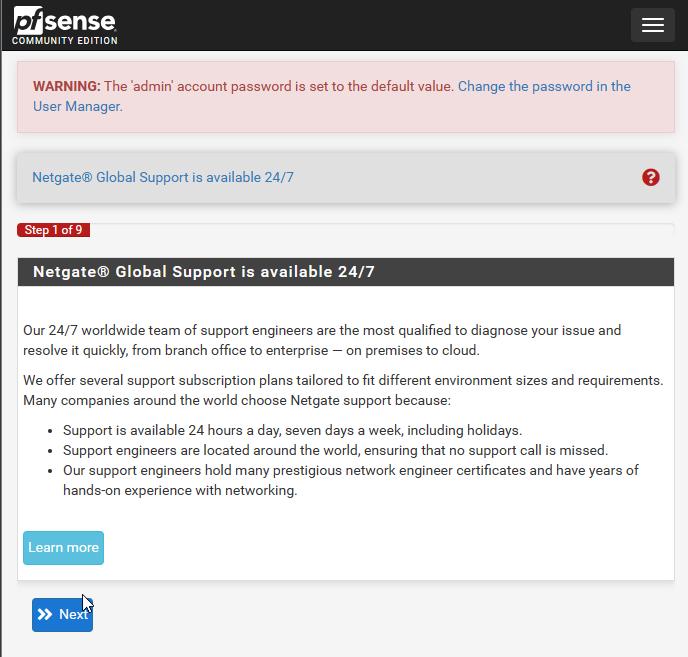 pfsense
COMMUNITY EDITION
WARNING: The 'admin' account password is set to the default value. Change the password in the
User Manager.
Netgate® Global Support is available 24/7
Step 1 of 9
Netgate® Global Support is available 24/7
Our 24/7 worldwide team of support engineers are the most qualified to diagnose your issue and
resolve it quickly, from branch office to enterprise — on premises to cloud.
We offer several support subscription plans tailored to fit different environment sizes and requirements.
Many companies around the world choose Netgate support because:
• Support is available 24 hours a day, seven days a week, including holidays.
• Support engineers are located around the world, ensuring that no support call is missed.
• Our support engineers hold many prestigious network engineer certificates and have years of
hands-on experience with networking.
Learn more
Next